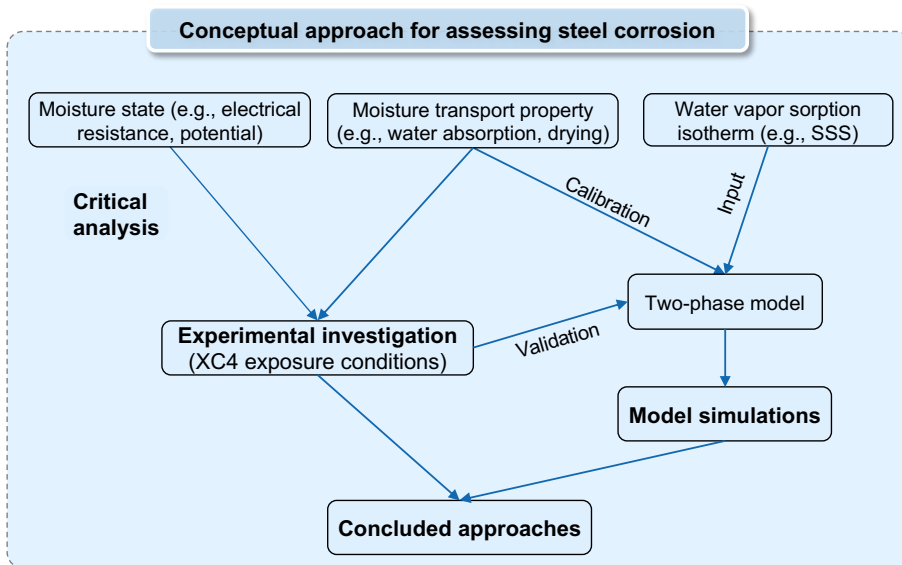 Conceptual approach for assessing steel corrosion
Moisture state (e.g., electrical
resistance, potential)
Moisture transport property
(e.g., water absorption, drying)
Water vapor sorption
isotherm (e.g., SSS)
Critical
analysis
Calibration
Input
Two-phase model
Experimental investigation
(XC4 exposure conditions)
Validation
Model simulations
Concluded approaches